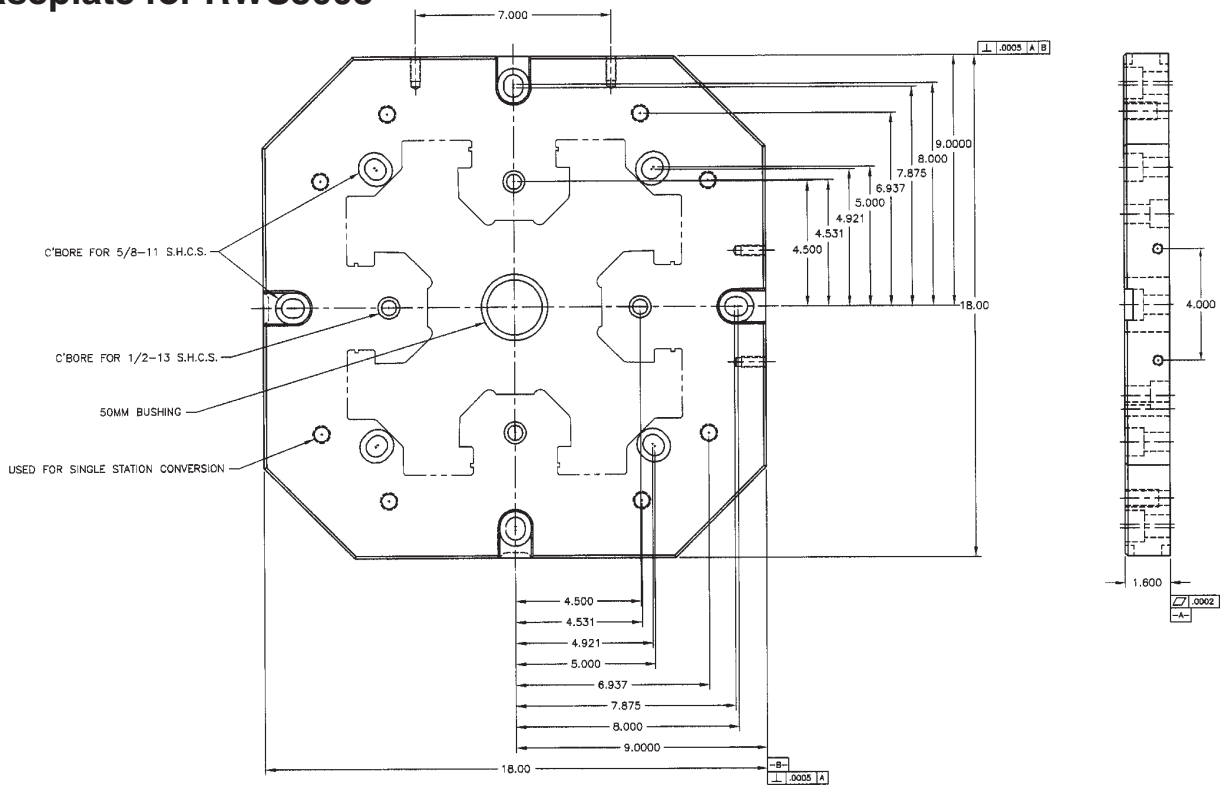 7.000
⊥ .0005 A B
9.0000
8.000
7.875
6.937
5.000
4.921
4.531
4.500
C'BORE FOR 5/8-11 S.H.C.S.
18.00
4.000
C'BORE FOR 1/2-13 S.H.C.S.
50MM BUSHING
USED FOR SINGLE STATION CONVERSION
1.600
⏥ .0002
-A-
4.500
4.531
4.921
5.000
6.937
7.875
8.000
9.0000
18.00
-B-
⊥ .0005 A